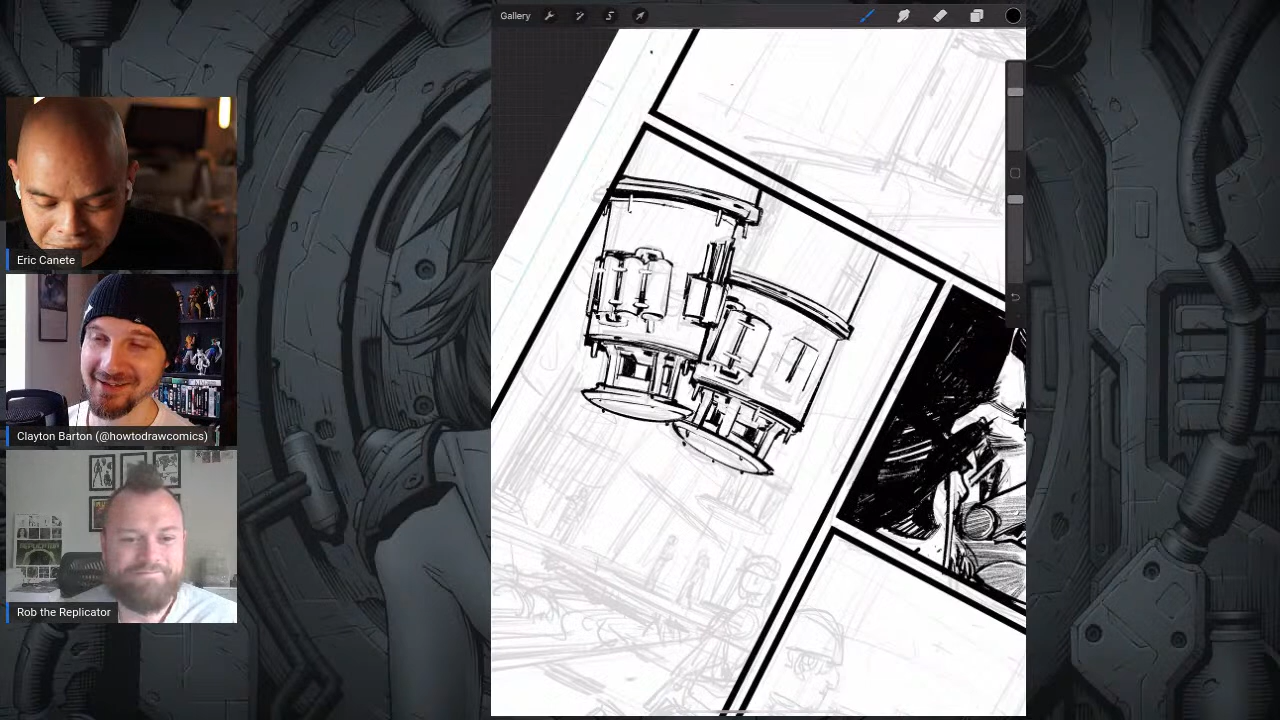 Gallery
Eric Canete
Clayton Barton (@howtodrawcomics)
Rob the Replicator